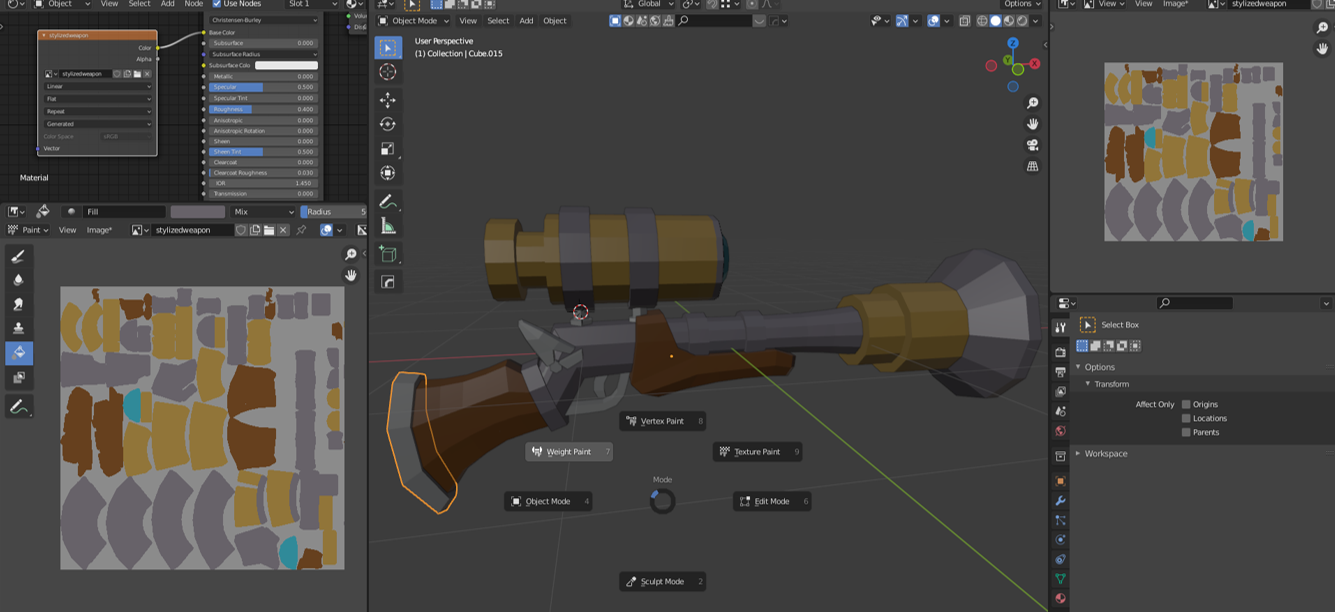 Object View Select Add Node Use Nodes Slot 1
Christensen-Burley
Base Color
Subsurface 0.000
Subsurface Radius
Subsurface Colo
Metallic 0.000
Specular 0.500
Specular Tint 0.000
Roughness 0.400
Anisotropic 0.000
Anisotropic Rotation 0.000
Sheen 0.000
Sheen Tint 0.500
Clearcoat 0.000
Clearcoat Roughness 0.030
IOR 1.450
Transmission 0.000
stylizedweapon
Color
Alpha
stylizedweapon
Linear
Flat
Repeat
Generated
Color Space sRGB
Vector
Material
Fill Mix Radius 5
Paint View Image* stylizedweapon
Global Options
Object Mode View Select Add Object
User Perspective
(1) Collection | Cube.015
Z
Y
X
Vertex Paint 8
Weight Paint 7
Texture Paint 9
Mode
Object Mode 4
Edit Mode 6
Sculpt Mode 2
View View Image* stylizedweapon
Select Box
Options
Transform
Affect Only Origins
Locations
Parents
Workspace